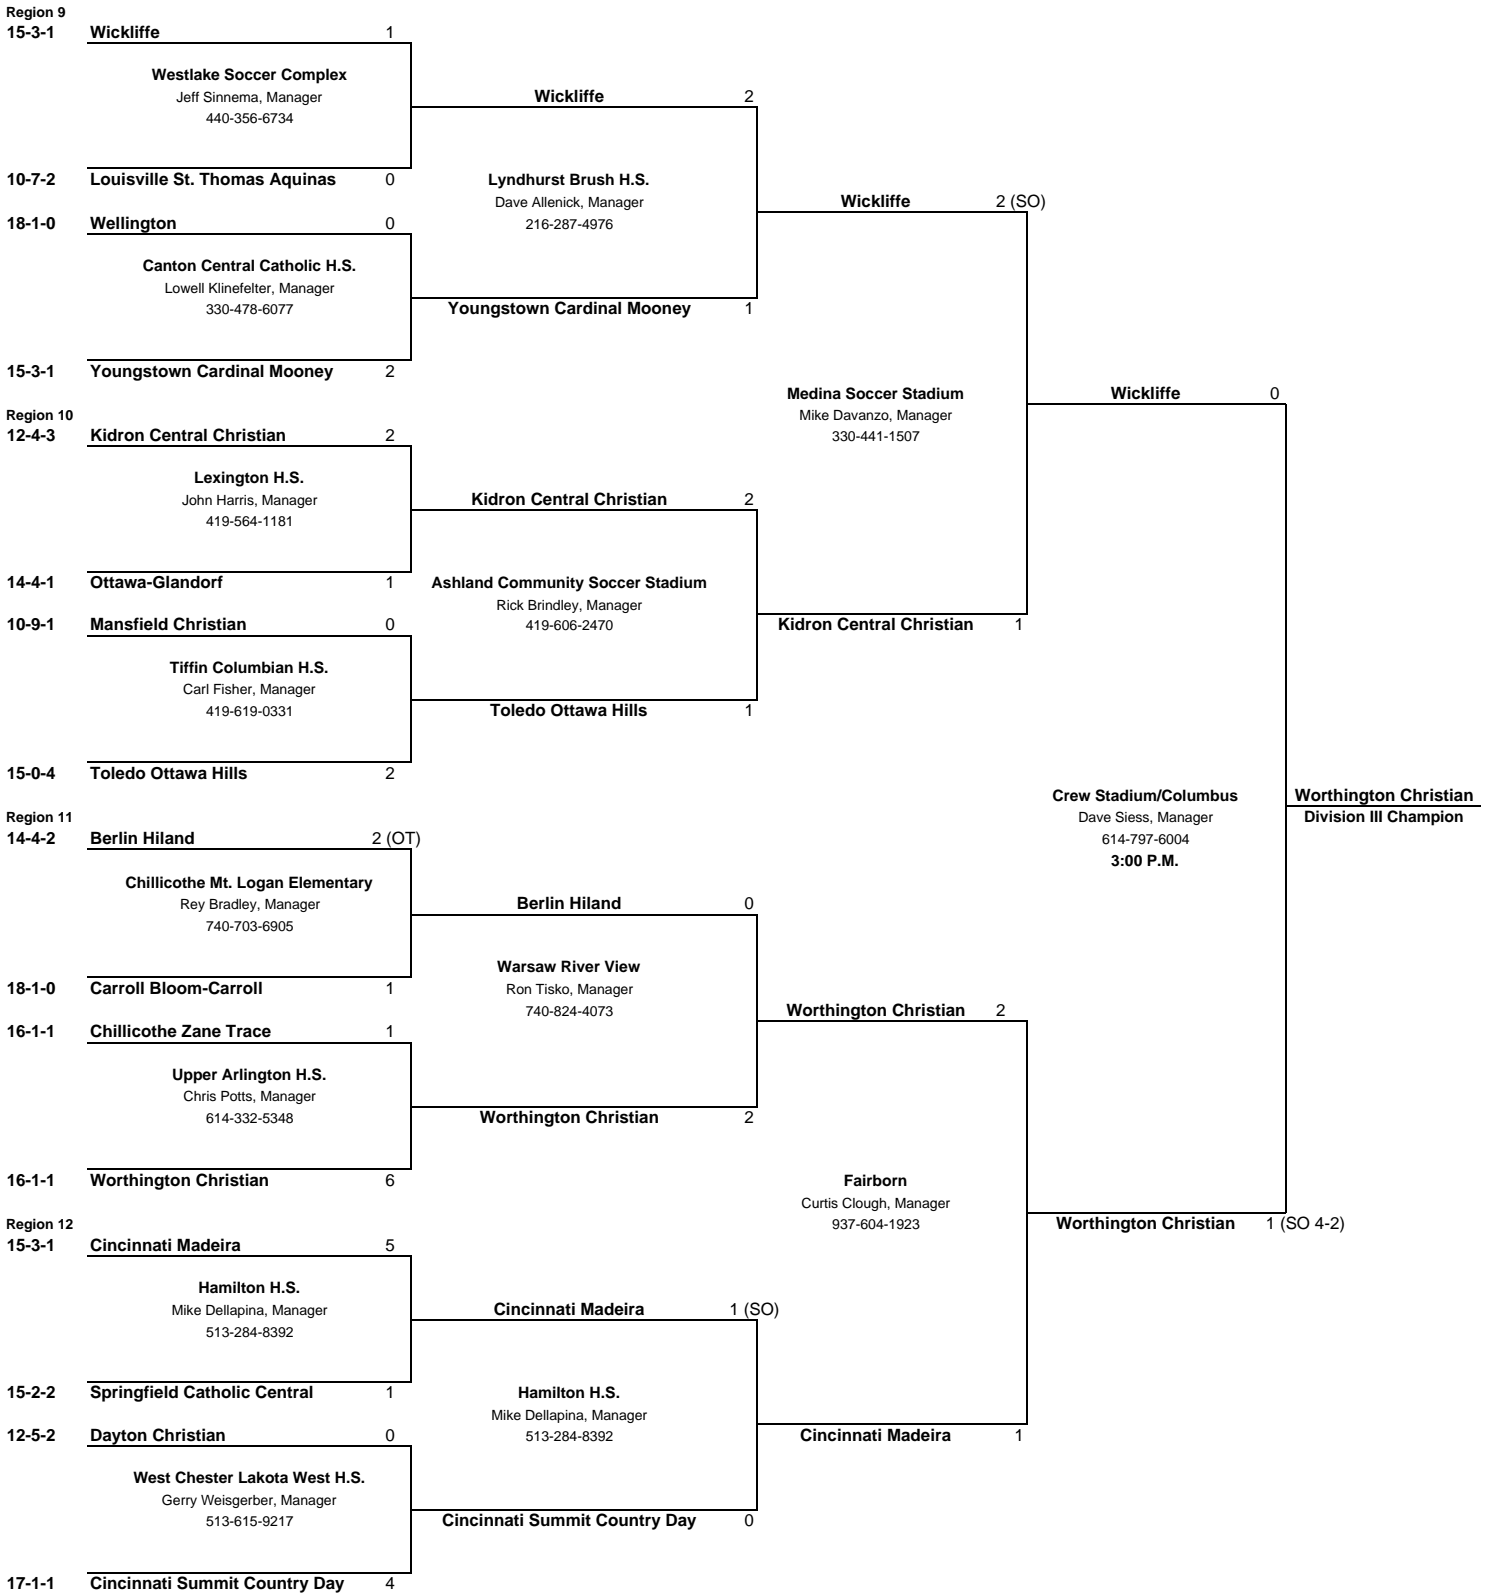 Region 9
15-3-1 Wickliffe 1
Westlake Soccer Complex
Jeff Sinnema, Manager
440-356-6734
10-7-2 Louisville St. Thomas Aquinas 0
18-1-0 Wellington 0
Canton Central Catholic H.S.
Lowell Klinefelter, Manager
330-478-6077
15-3-1 Youngstown Cardinal Mooney 2
Region 10
12-4-3 Kidron Central Christian 2
Lexington H.S.
John Harris, Manager
419-564-1181
14-4-1 Ottawa-Glandorf 1
10-9-1 Mansfield Christian 0
Tiffin Columbian H.S.
Carl Fisher, Manager
419-619-0331
15-0-4 Toledo Ottawa Hills 2
Region 11
14-4-2 Berlin Hiland 2 (OT)
Chillicothe Mt. Logan Elementary
Rey Bradley, Manager
740-703-6905
18-1-0 Carroll Bloom-Carroll 1
16-1-1 Chillicothe Zane Trace 1
Upper Arlington H.S.
Chris Potts, Manager
614-332-5348
16-1-1 Worthington Christian 6
Region 12
15-3-1 Cincinnati Madeira 5
Hamilton H.S.
Mike Dellapina, Manager
513-284-8392
15-2-2 Springfield Catholic Central 1
12-5-2 Dayton Christian 0
West Chester Lakota West H.S.
Gerry Weisgerber, Manager
513-615-9217
17-1-1 Cincinnati Summit Country Day 4
Wickliffe 2
Lyndhurst Brush H.S.
Dave Allenick, Manager
216-287-4976
Youngstown Cardinal Mooney 1
Kidron Central Christian 2
Ashland Community Soccer Stadium
Rick Brindley, Manager
419-606-2470
Toledo Ottawa Hills 1
Berlin Hiland 0
Warsaw River View
Ron Tisko, Manager
740-824-4073
Worthington Christian 2
Cincinnati Madeira 1 (SO)
Hamilton H.S.
Mike Dellapina, Manager
513-284-8392
Cincinnati Summit Country Day 0
Wickliffe 2 (SO)
Medina Soccer Stadium
Mike Davanzo, Manager
330-441-1507
Kidron Central Christian 1
Worthington Christian 2
Fairborn
Curtis Clough, Manager
937-604-1923
Cincinnati Madeira 1
Wickliffe 0
Crew Stadium/Columbus
Dave Siess, Manager
614-797-6004
3:00 P.M.
Worthington Christian 1 (SO 4-2)
Worthington Christian
Division III Champion